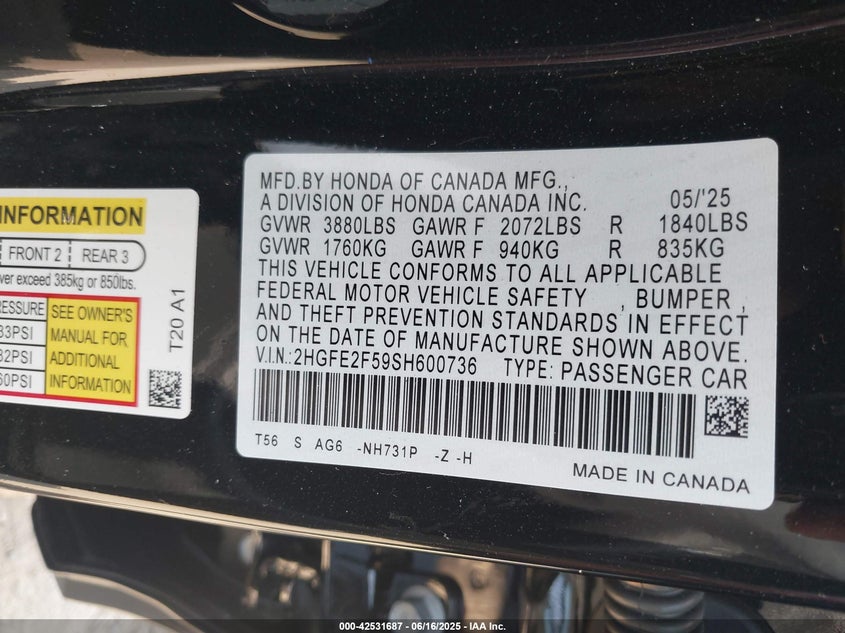 INFORMATION
FRONT 2 REAR 3
ver exceed 385kg or 850lbs.
RESSURE
33PSI
32PSI
60PSI
SEE OWNER'S
MANUAL FOR
ADDITIONAL
INFORMATION
T20 A1
MFD.BY HONDA OF CANADA MFG.,
A DIVISION OF HONDA CANADA INC. 05/'25
GVWR 3880LBS GAWR F 2072LBS R 1840LBS
GVWR 1760KG GAWR F 940KG R 835KG
THIS VEHICLE CONFORMS TO ALL APPLICABLE
FEDERAL MOTOR VEHICLE SAFETY , BUMPER ,
AND THEFT PREVENTION STANDARDS IN EFFECT
ON THE DATE OF MANUFACTURE SHOWN ABOVE.
V.I.N.: 2HGFE2F59SH600736 TYPE: PASSENGER CAR
T56 S AG6 -NH731P -Z -H
MADE IN CANADA
000-42531687 - 06/16/2025 - IAA Inc.